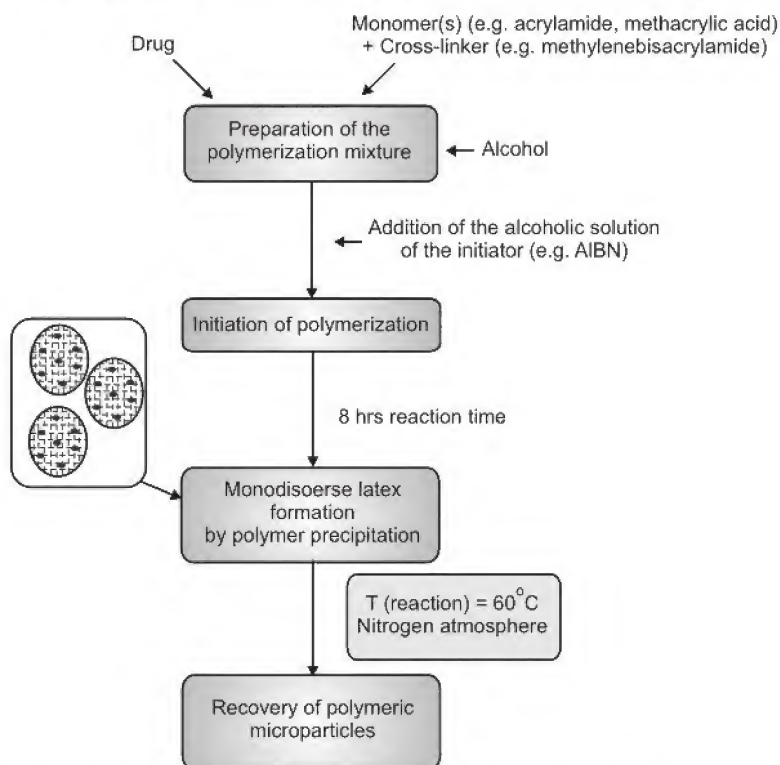 Monomer(s) (e.g. acrylamide, methacrylic acid)
+ Cross-linker (e.g. methylenebisacrylamide)
Drug
Preparation of the
polymerization mixture
Alcohol
Addition of the alcoholic solution
of the initiator (e.g. AIBN)
Initiation of polymerization
8 hrs reaction time
Monodisoerse latex
formation
by polymer precipitation
T (reaction) = 60°C
Nitrogen atmosphere
Recovery of polymeric
microparticles